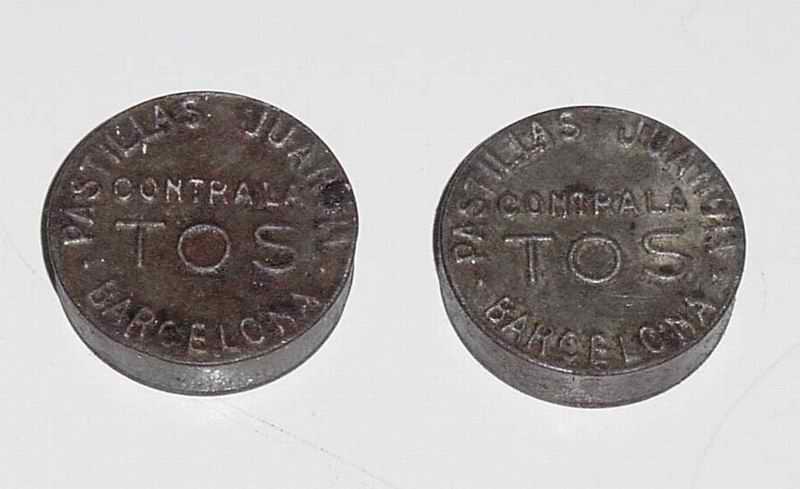 PASTILLAS JUANOLA
CONTRA LA
TOS
· BARCELONA ·
PASTILLAS JUANOLA
CONTRA LA
TOS
· BARCELONA ·